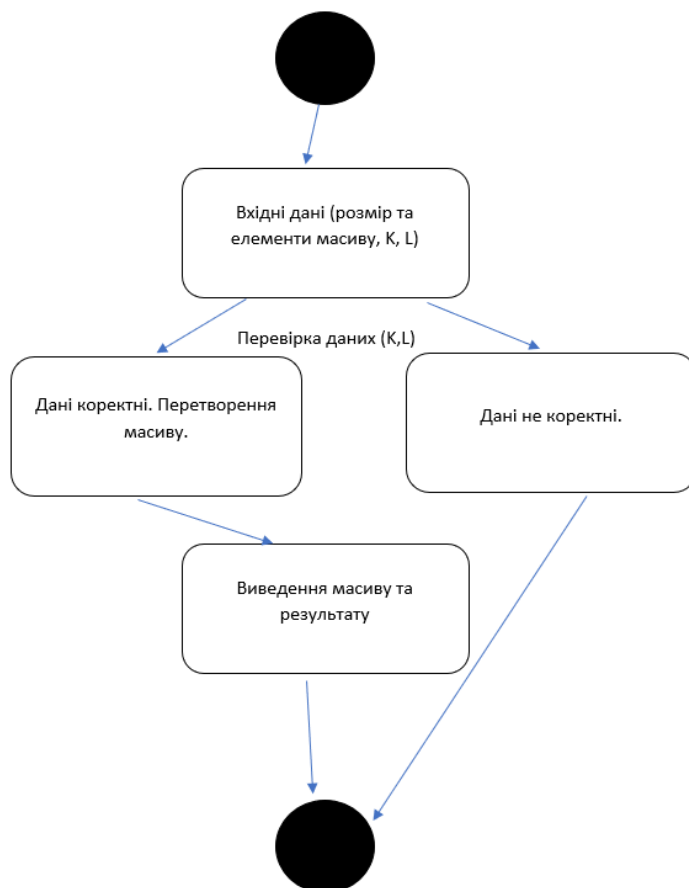 Вхідні дані (розмір та
елементи масиву, K, L)
Перевірка даних (K,L)
Дані коректні. Перетворення
масиву.
Дані не коректні.
Виведення масиву та
результату